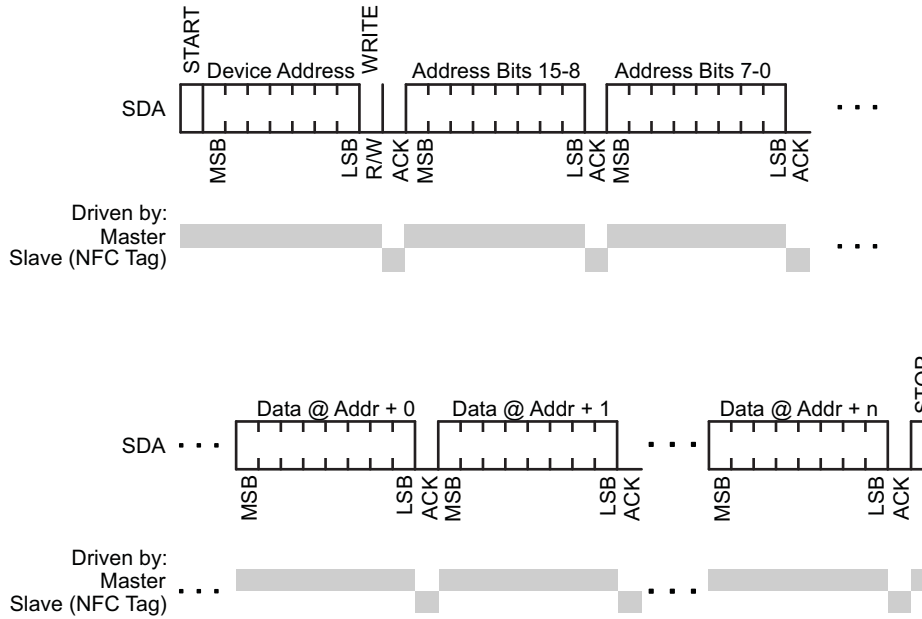 START
Device Address
WRITE
Address Bits 15-8
Address Bits 7-0
SDA
MSB
LSB
R/W
ACK
MSB
LSB
ACK
MSB
LSB
ACK
Driven by:
Master
Slave (NFC Tag)
Data @ Addr + 0
Data @ Addr + 1
Data @ Addr + n
STOP
SDA
MSB
LSB
ACK
MSB
LSB
ACK
MSB
LSB
ACK
Driven by:
Master
Slave (NFC Tag)